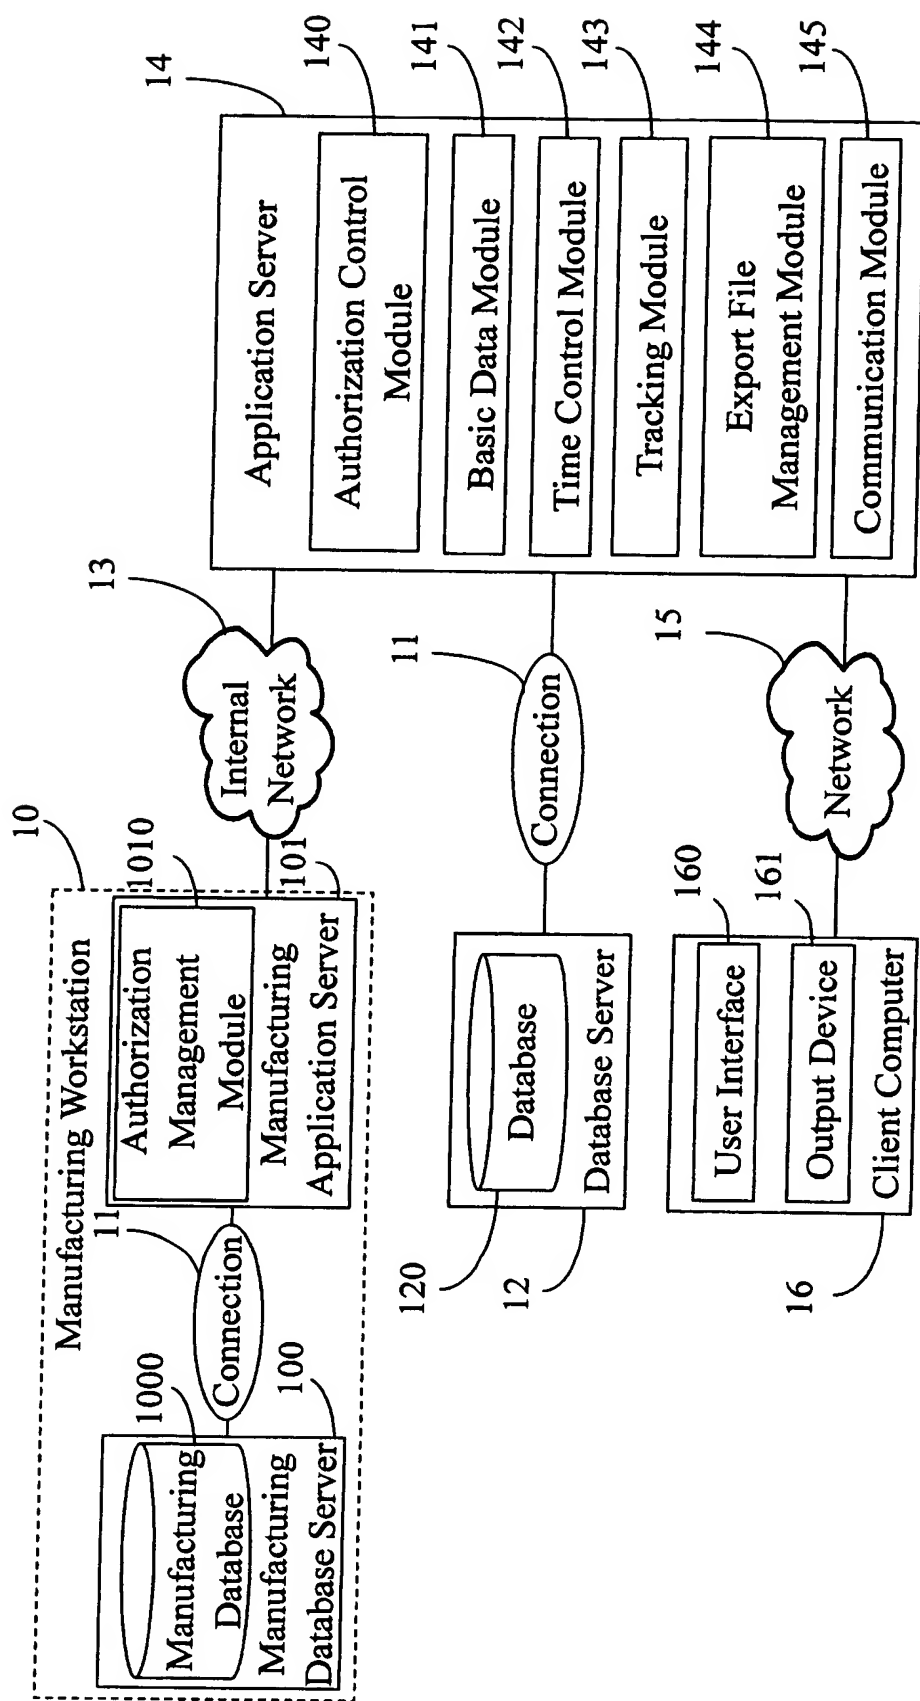 Manufacturing Workstation
10
Manufacturing
Database
1000
Manufacturing
Database Server
100
Connection
11
Authorization
Management
Module
1010
Manufacturing
Application Server
101
Internal
Network
13
Application Server
14
Authorization Control
Module
140
Basic Data Module
141
Time Control Module
142
Tracking Module
143
Export File
Management Module
144
Communication Module
145
Database
120
Database Server
12
Connection
11
User Interface
160
Output Device
161
Client Computer
16
Network
15